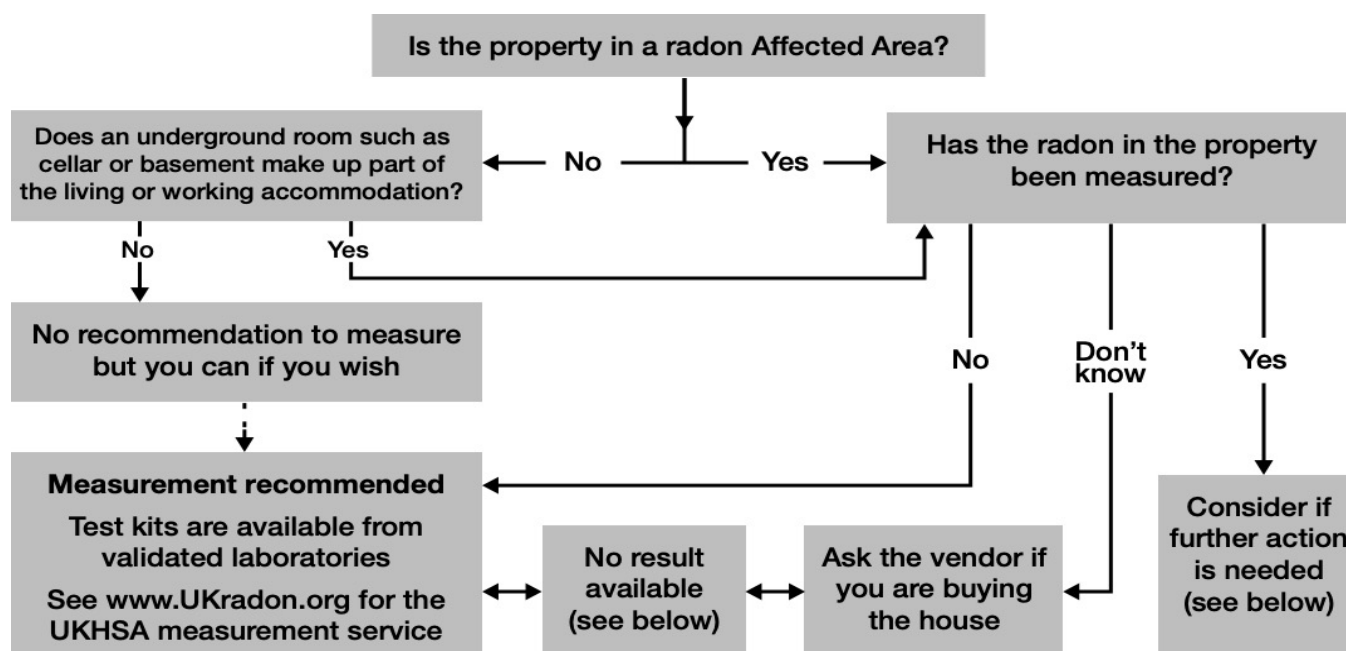 Is the property in a radon Affected Area?
Does an underground room such as
cellar or basement make up part of
the living or working accommodation?
No
Yes
Has the radon in the property
been measured?
No
Yes
No recommendation to measure
but you can if you wish
No
Don't
know
Yes
Measurement recommended
Test kits are available from
validated laboratories
See www.UKradon.org for the
UKHSA measurement service
No result
available
(see below)
Ask the vendor if
you are buying
the house
Consider if
further action
is needed
(see below)